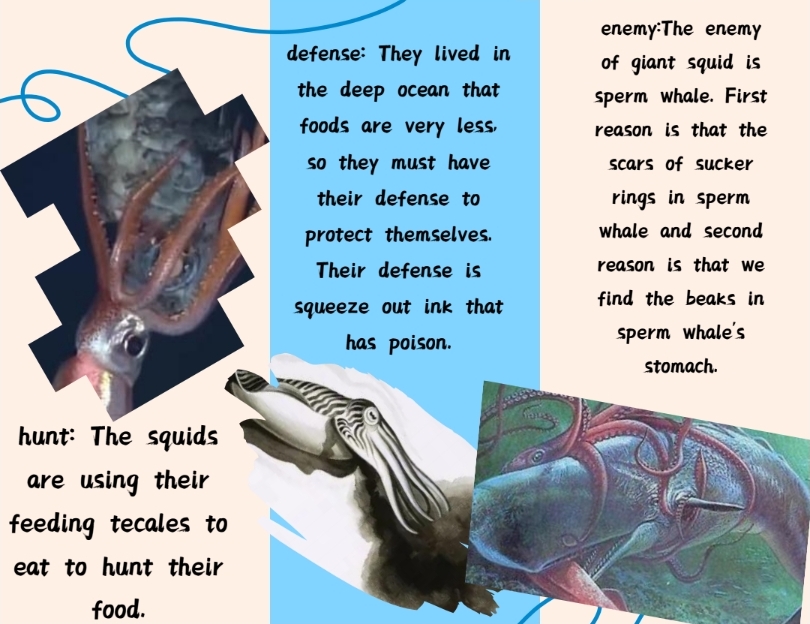 hunt: The squids
are using their
feeding tecales to
eat to hunt their
food.
defense: They lived in
the deep ocean that
foods are very less,
so they must have
their defense to
protect themselves.
Their defense is
squeeze out ink that
has poison.
enemy:The enemy
of giant squid is
sperm whale. First
reason is that the
scars of sucker
rings in sperm
whale and second
reason is that we
find the beaks in
sperm whale's
stomach.